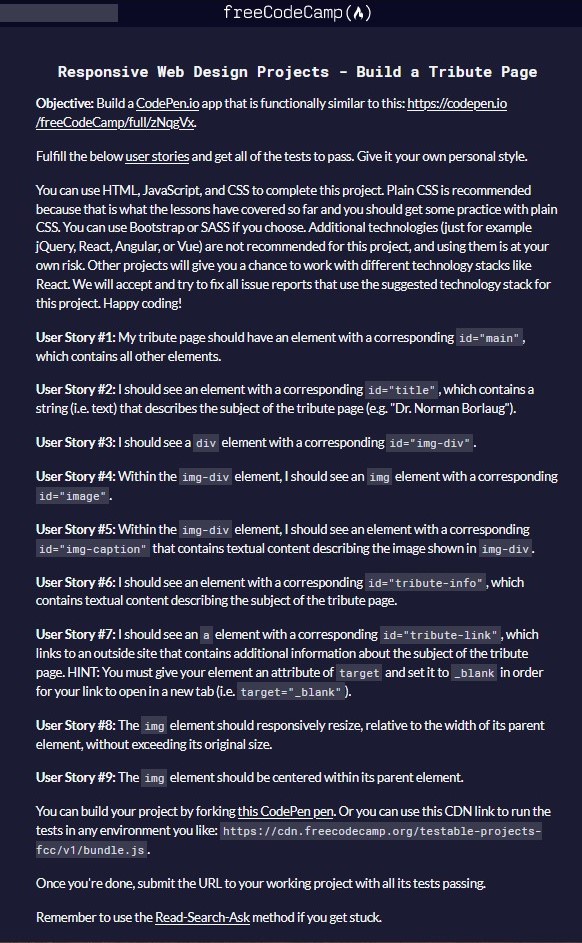 freeCodeCamp(🔥)
Responsive Web Design Projects - Build a Tribute Page
Objective: Build a CodePen.io app that is functionally similar to this: https://codepen.io
/freeCodeCamp/full/zNqgVx.
Fulfill the below user stories and get all of the tests to pass. Give it your own personal style.
You can use HTML, JavaScript, and CSS to complete this project. Plain CSS is recommended
because that is what the lessons have covered so far and you should get some practice with plain
CSS. You can use Bootstrap or SASS if you choose. Additional technologies (just for example
jQuery, React, Angular, or Vue) are not recommended for this project, and using them is at your
own risk. Other projects will give you a chance to work with different technology stacks like
React. We will accept and try to fix all issue reports that use the suggested technology stack for
this project. Happy coding!
User Story #1: My tribute page should have an element with a corresponding id="main",
which contains all other elements.
User Story #2: I should see an element with a corresponding id="title", which contains a
string (i.e. text) that describes the subject of the tribute page (e.g. "Dr. Norman Borlaug").
User Story #3: I should see a div element with a corresponding id="img-div".
User Story #4: Within the img-div element, I should see an img element with a corresponding
id="image".
User Story #5: Within the img-div element, I should see an element with a corresponding
id="img-caption" that contains textual content describing the image shown in img-div.
User Story #6: I should see an element with a corresponding id="tribute-info", which
contains textual content describing the subject of the tribute page.
User Story #7: I should see an a element with a corresponding id="tribute-link", which
links to an outside site that contains additional information about the subject of the tribute
page. HINT: You must give your element an attribute of target and set it to _blank in order
for your link to open in a new tab (i.e. target="_blank").
User Story #8: The img element should responsively resize, relative to the width of its parent
element, without exceeding its original size.
User Story #9: The img element should be centered within its parent element.
You can build your project by forking this CodePen pen. Or you can use this CDN link to run the
tests in any environment you like: https://cdn.freecodecamp.org/testable-projects-
fcc/v1/bundle.js.
Once you're done, submit the URL to your working project with all its tests passing.
Remember to use the Read-Search-Ask method if you get stuck.